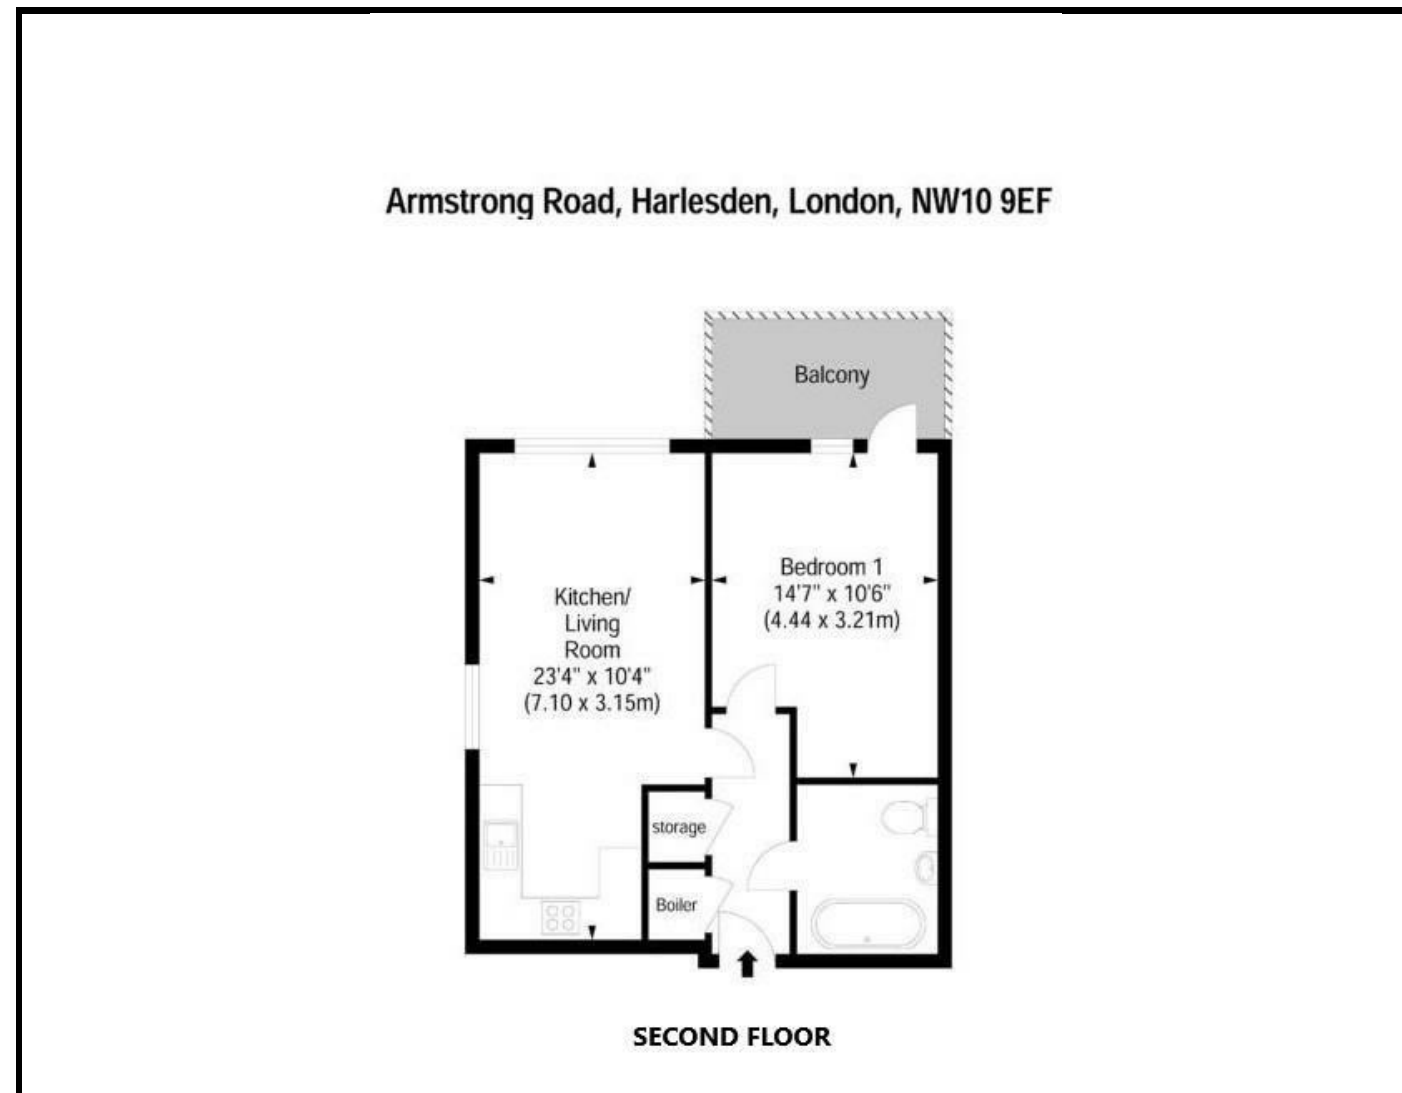 Armstrong Road, Harlesden, London, NW10 9EF
Balcony
Bedroom 1
14'7" x 10'6"
(4.44 x 3.21m)
Kitchen/
Living
Room
23'4" x 10'4"
(7.10 x 3.15m)
storage
Boiler
SECOND FLOOR